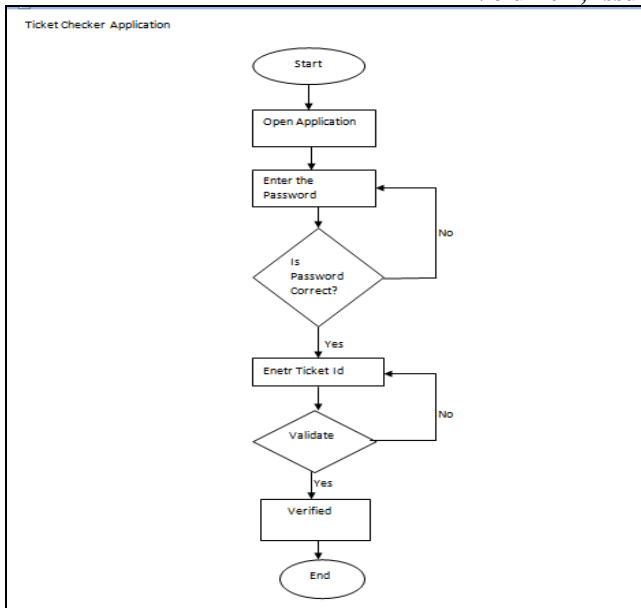 Ticket Checker Application
Start
Open Application
Enter the
Password
No
Is
Password
Correct?
Yes
Enetr Ticket Id
No
Validate
Yes
Verified
End